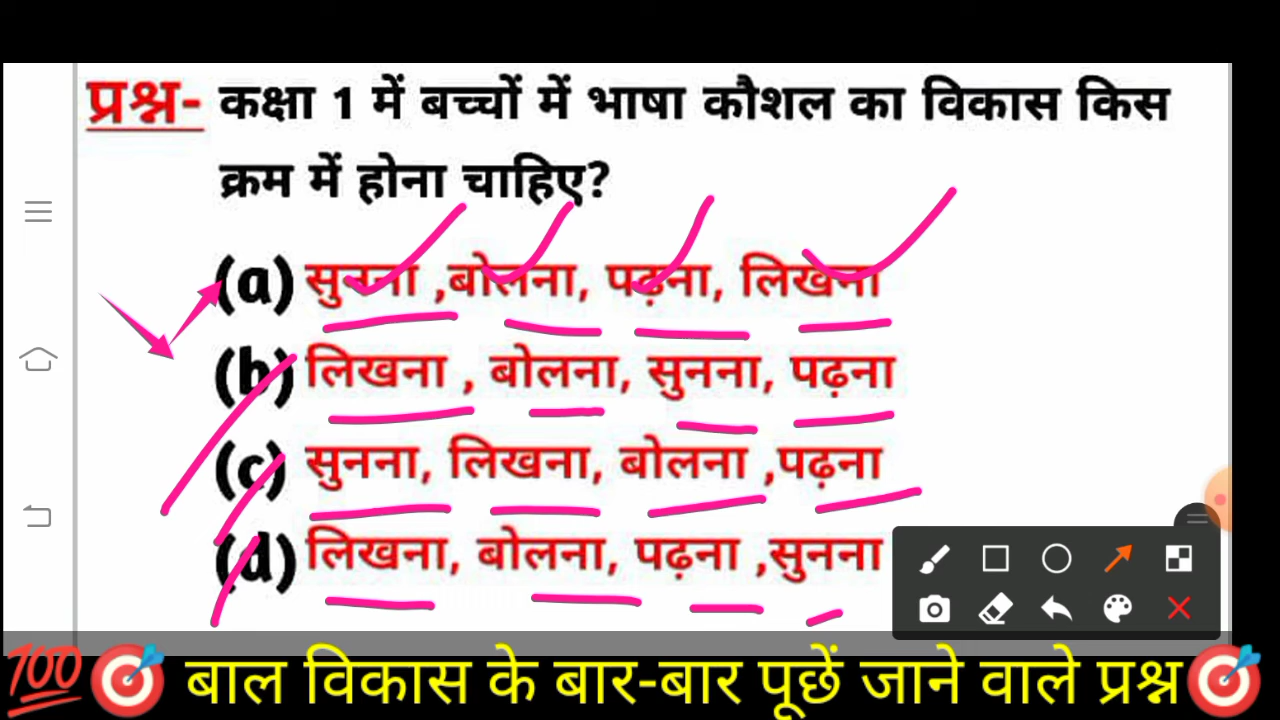 प्रश्न- कक्षा 1 में बच्चों में भाषा कौशल का विकास किस
क्रम में होना चाहिए?
(a) सुनना ,बोलना, पढ़ना, लिखना
(b) लिखना , बोलना, सुनना, पढ़ना
(c) सुनना, लिखना, बोलना ,पढ़ना
(d) लिखना, बोलना, पढ़ना ,सुनना
💯🎯 बाल विकास के बार-बार पूछें जाने वाले प्रश्न🎯